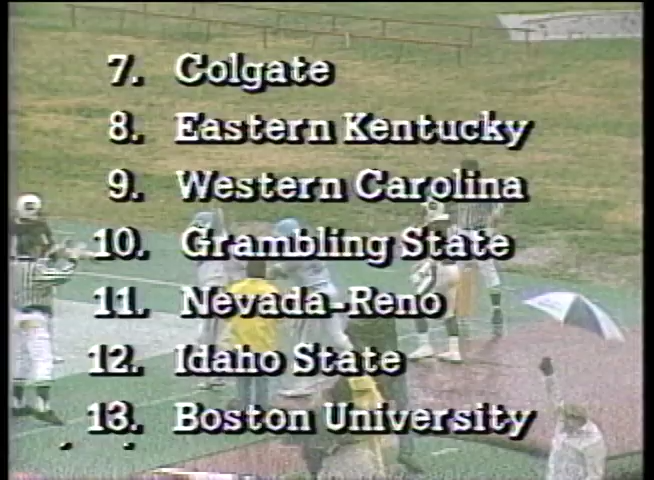 7. Colgate
8. Eastern Kentucky
9. Western Carolina
10. Grambling State
11. Nevada-Reno
12. Idaho State
13. Boston University